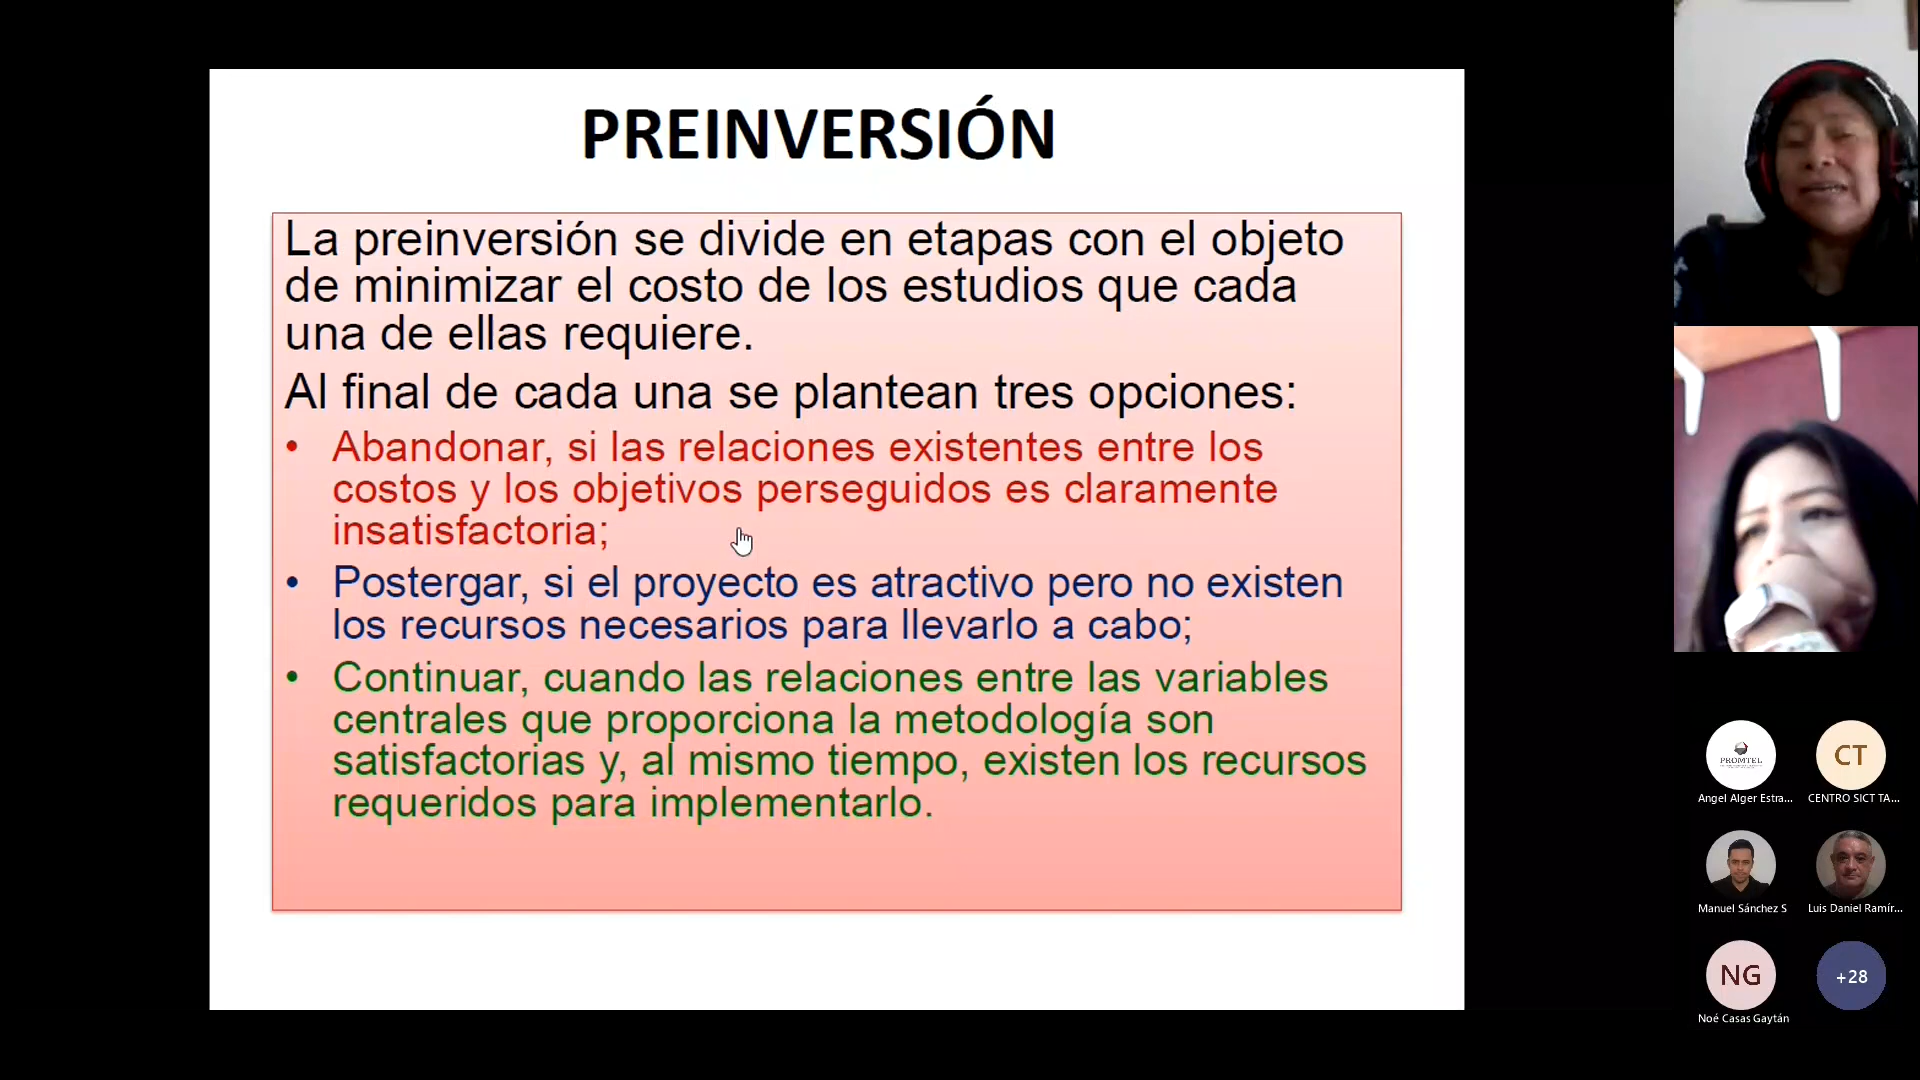 PREINVERSIÓN
La preinversión se divide en etapas con el objeto
de minimizar el costo de los estudios que cada
una de ellas requiere.
Al final de cada una se plantean tres opciones:
• Abandonar, si las relaciones existentes entre los
costos y los objetivos perseguidos es claramente
insatisfactoria;
• Postergar, si el proyecto es atractivo pero no existen
los recursos necesarios para llevarlo a cabo;
• Continuar, cuando las relaciones entre las variables
centrales que proporciona la metodología son
satisfactorias y, al mismo tiempo, existen los recursos
requeridos para implementarlo.
PROMTEL
CT
Angel Alger Estra...
CENTRO SICT TA...
Manuel Sánchez S
Luis Daniel Ramír...
NG
+28
Noé Casas Gaytán